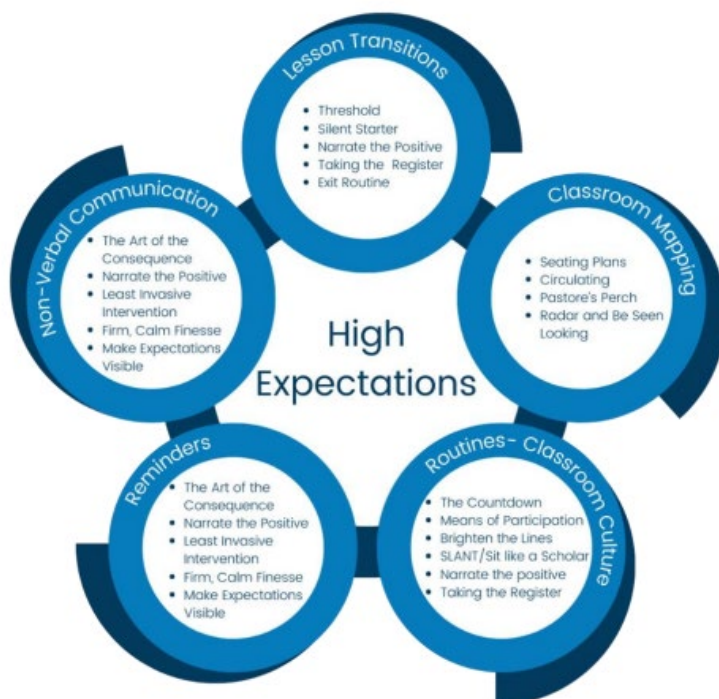 Lesson Transitions
• Threshold
• Silent Starter
• Narrate the Positive
• Taking the Register
• Exit Routine
Classroom Mapping
• Seating Plans
• Circulating
• Pastore's Perch
• Radar and Be Seen
Looking
Non-Verbal Communication
• The Art of the
Consequence
• Narrate the Positive
• Least Invasive
Intervention
• Firm, Calm Finesse
• Make Expectations
Visible
High
Expectations
Reminders
• The Art of the
Consequence
• Narrate the Positive
• Least Invasive
Intervention
• Firm, Calm Finesse
• Make Expectations
Visible
Routines- Classroom Culture
• The Countdown
• Means of Participation
• Brighten the Lines
• SLANT/Sit like a Scholar
• Narrate the positive
• Taking the Register